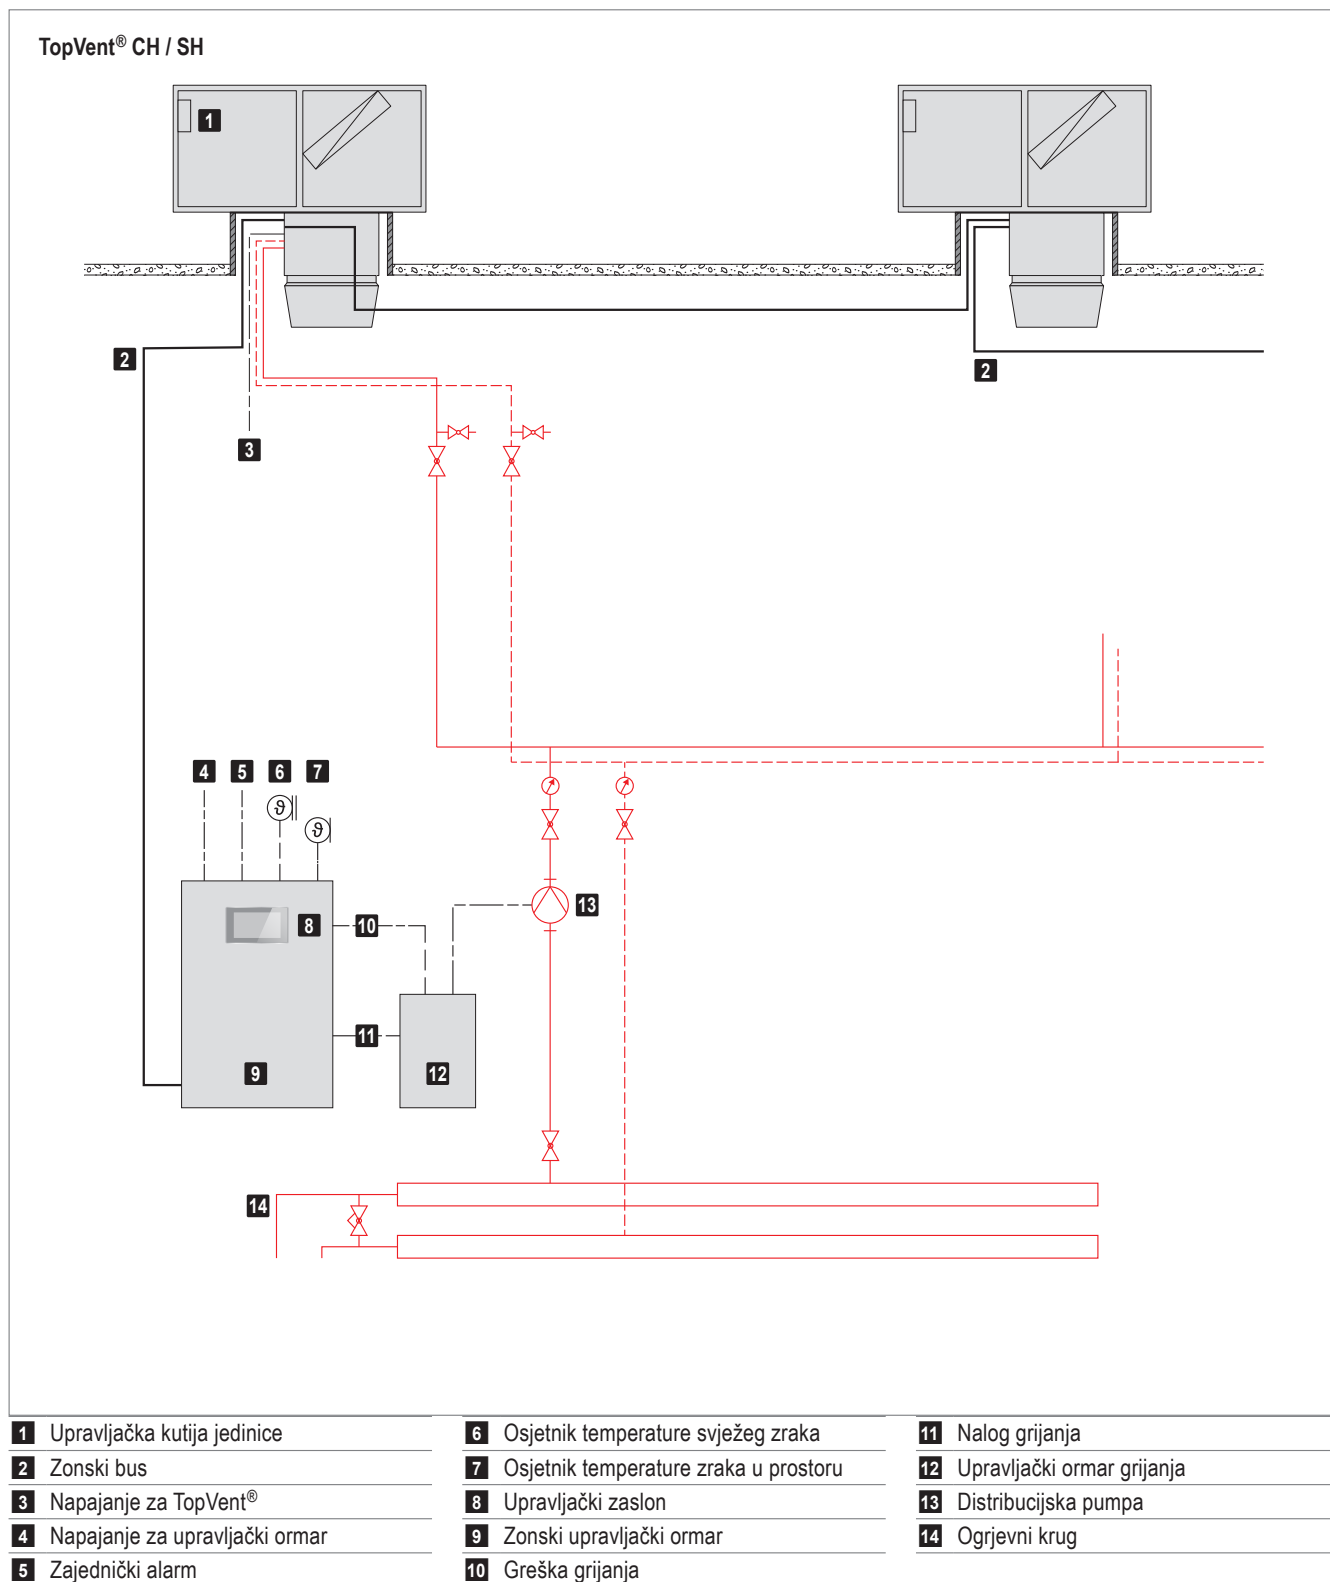 TopVent® CH / SH
1
2
2
3
4 5 6 7
ϑ
ϑ
8
10
13
11
9
12
14
1 Upravljačka kutija jedinice
2 Zonski bus
3 Napajanje za TopVent®
4 Napajanje za upravljački ormar
5 Zajednički alarm
6 Osjetnik temperature svježeg zraka
7 Osjetnik temperature zraka u prostoru
8 Upravljački zaslon
9 Zonski upravljački ormar
10 Greška grijanja
11 Nalog grijanja
12 Upravljački ormar grijanja
13 Distribucijska pumpa
14 Ogrjevni krug